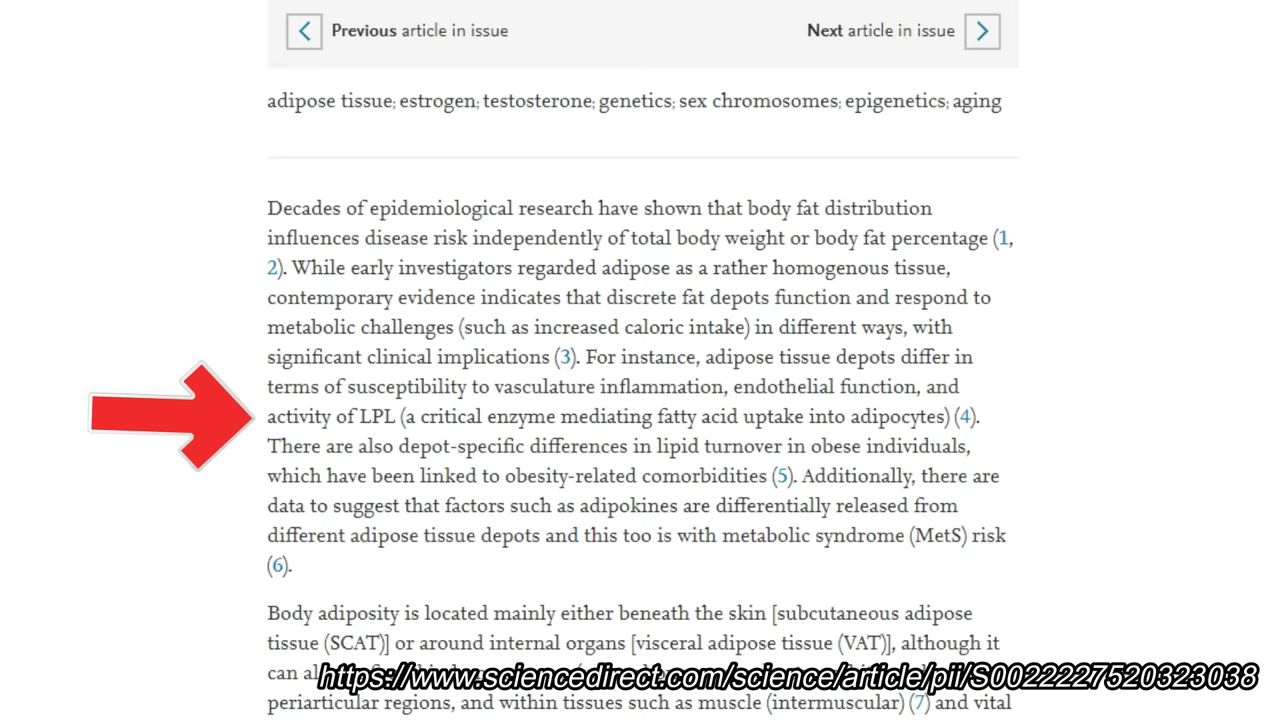 Previous article in issue
Next article in issue
adipose tissue; estrogen; testosterone; genetics; sex chromosomes; epigenetics; aging
Decades of epidemiological research have shown that body fat distribution
influences disease risk independently of total body weight or body fat percentage (1,
2). While early investigators regarded adipose as a rather homogenous tissue,
contemporary evidence indicates that discrete fat depots function and respond to
metabolic challenges (such as increased caloric intake) in different ways, with
significant clinical implications (3). For instance, adipose tissue depots differ in
terms of susceptibility to vasculature inflammation, endothelial function, and
activity of LPL (a critical enzyme mediating fatty acid uptake into adipocytes) (4).
There are also depot-specific differences in lipid turnover in obese individuals,
which have been linked to obesity-related comorbidities (5). Additionally, there are
data to suggest that factors such as adipokines are differentially released from
different adipose tissue depots and this too is with metabolic syndrome (MetS) risk
(6).
Body adiposity is located mainly either beneath the skin [subcutaneous adipose
tissue (SCAT)] or around internal organs [visceral adipose tissue (VAT)], although it
can
https://www.sciencedirect.com/science/article/pii/S0022227520323038
periarticular regions, and within tissues such as muscle (intermuscular) (7) and vital